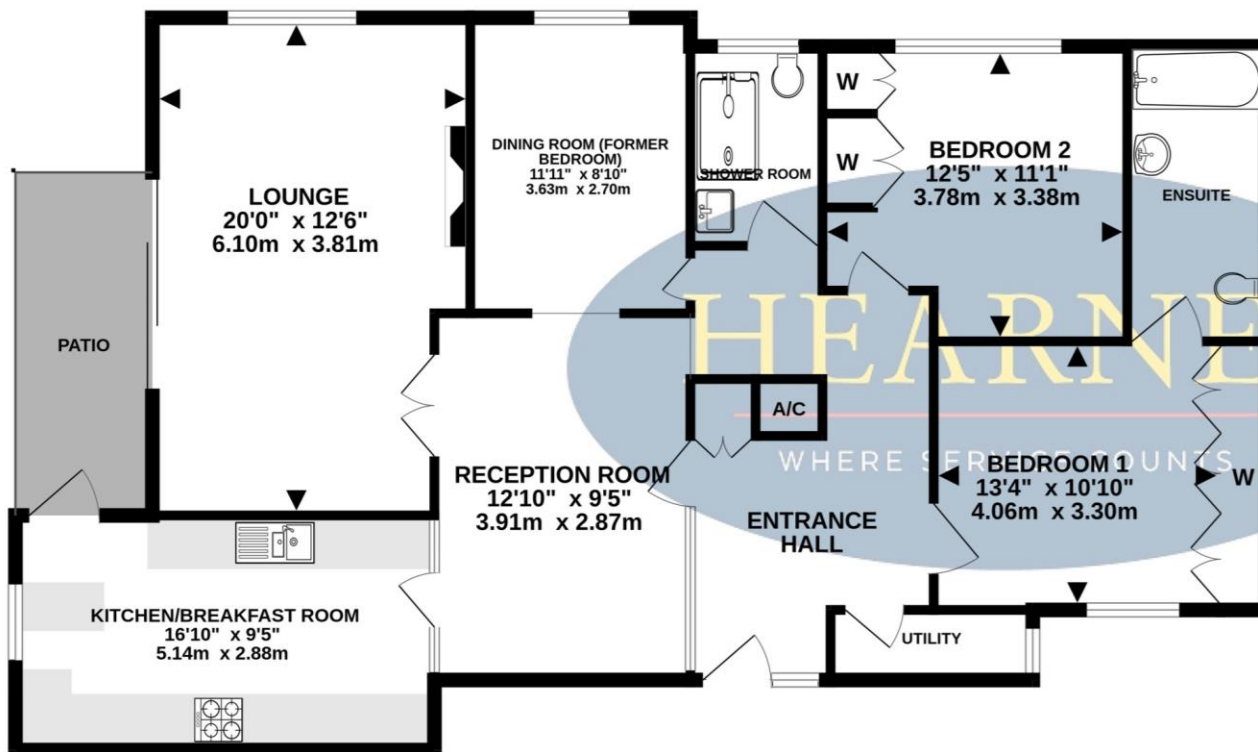 LOUNGE
20'0" x 12'6"
6.10m x 3.81m
DINING ROOM (FORMER
BEDROOM)
11'11" x 8'10"
3.63m x 2.70m
SHOWER ROOM
W
W
BEDROOM 2
12'5" x 11'1"
3.78m x 3.38m
ENSUITE
PATIO
HEARNE
A/C
WHERE SERVICE COUNTS
RECEPTION ROOM
12'10" x 9'5"
3.91m x 2.87m
ENTRANCE
HALL
BEDROOM 1
13'4" x 10'10"
4.06m x 3.30m
W
KITCHEN/BREAKFAST ROOM
16'10" x 9'5"
5.14m x 2.88m
UTILITY